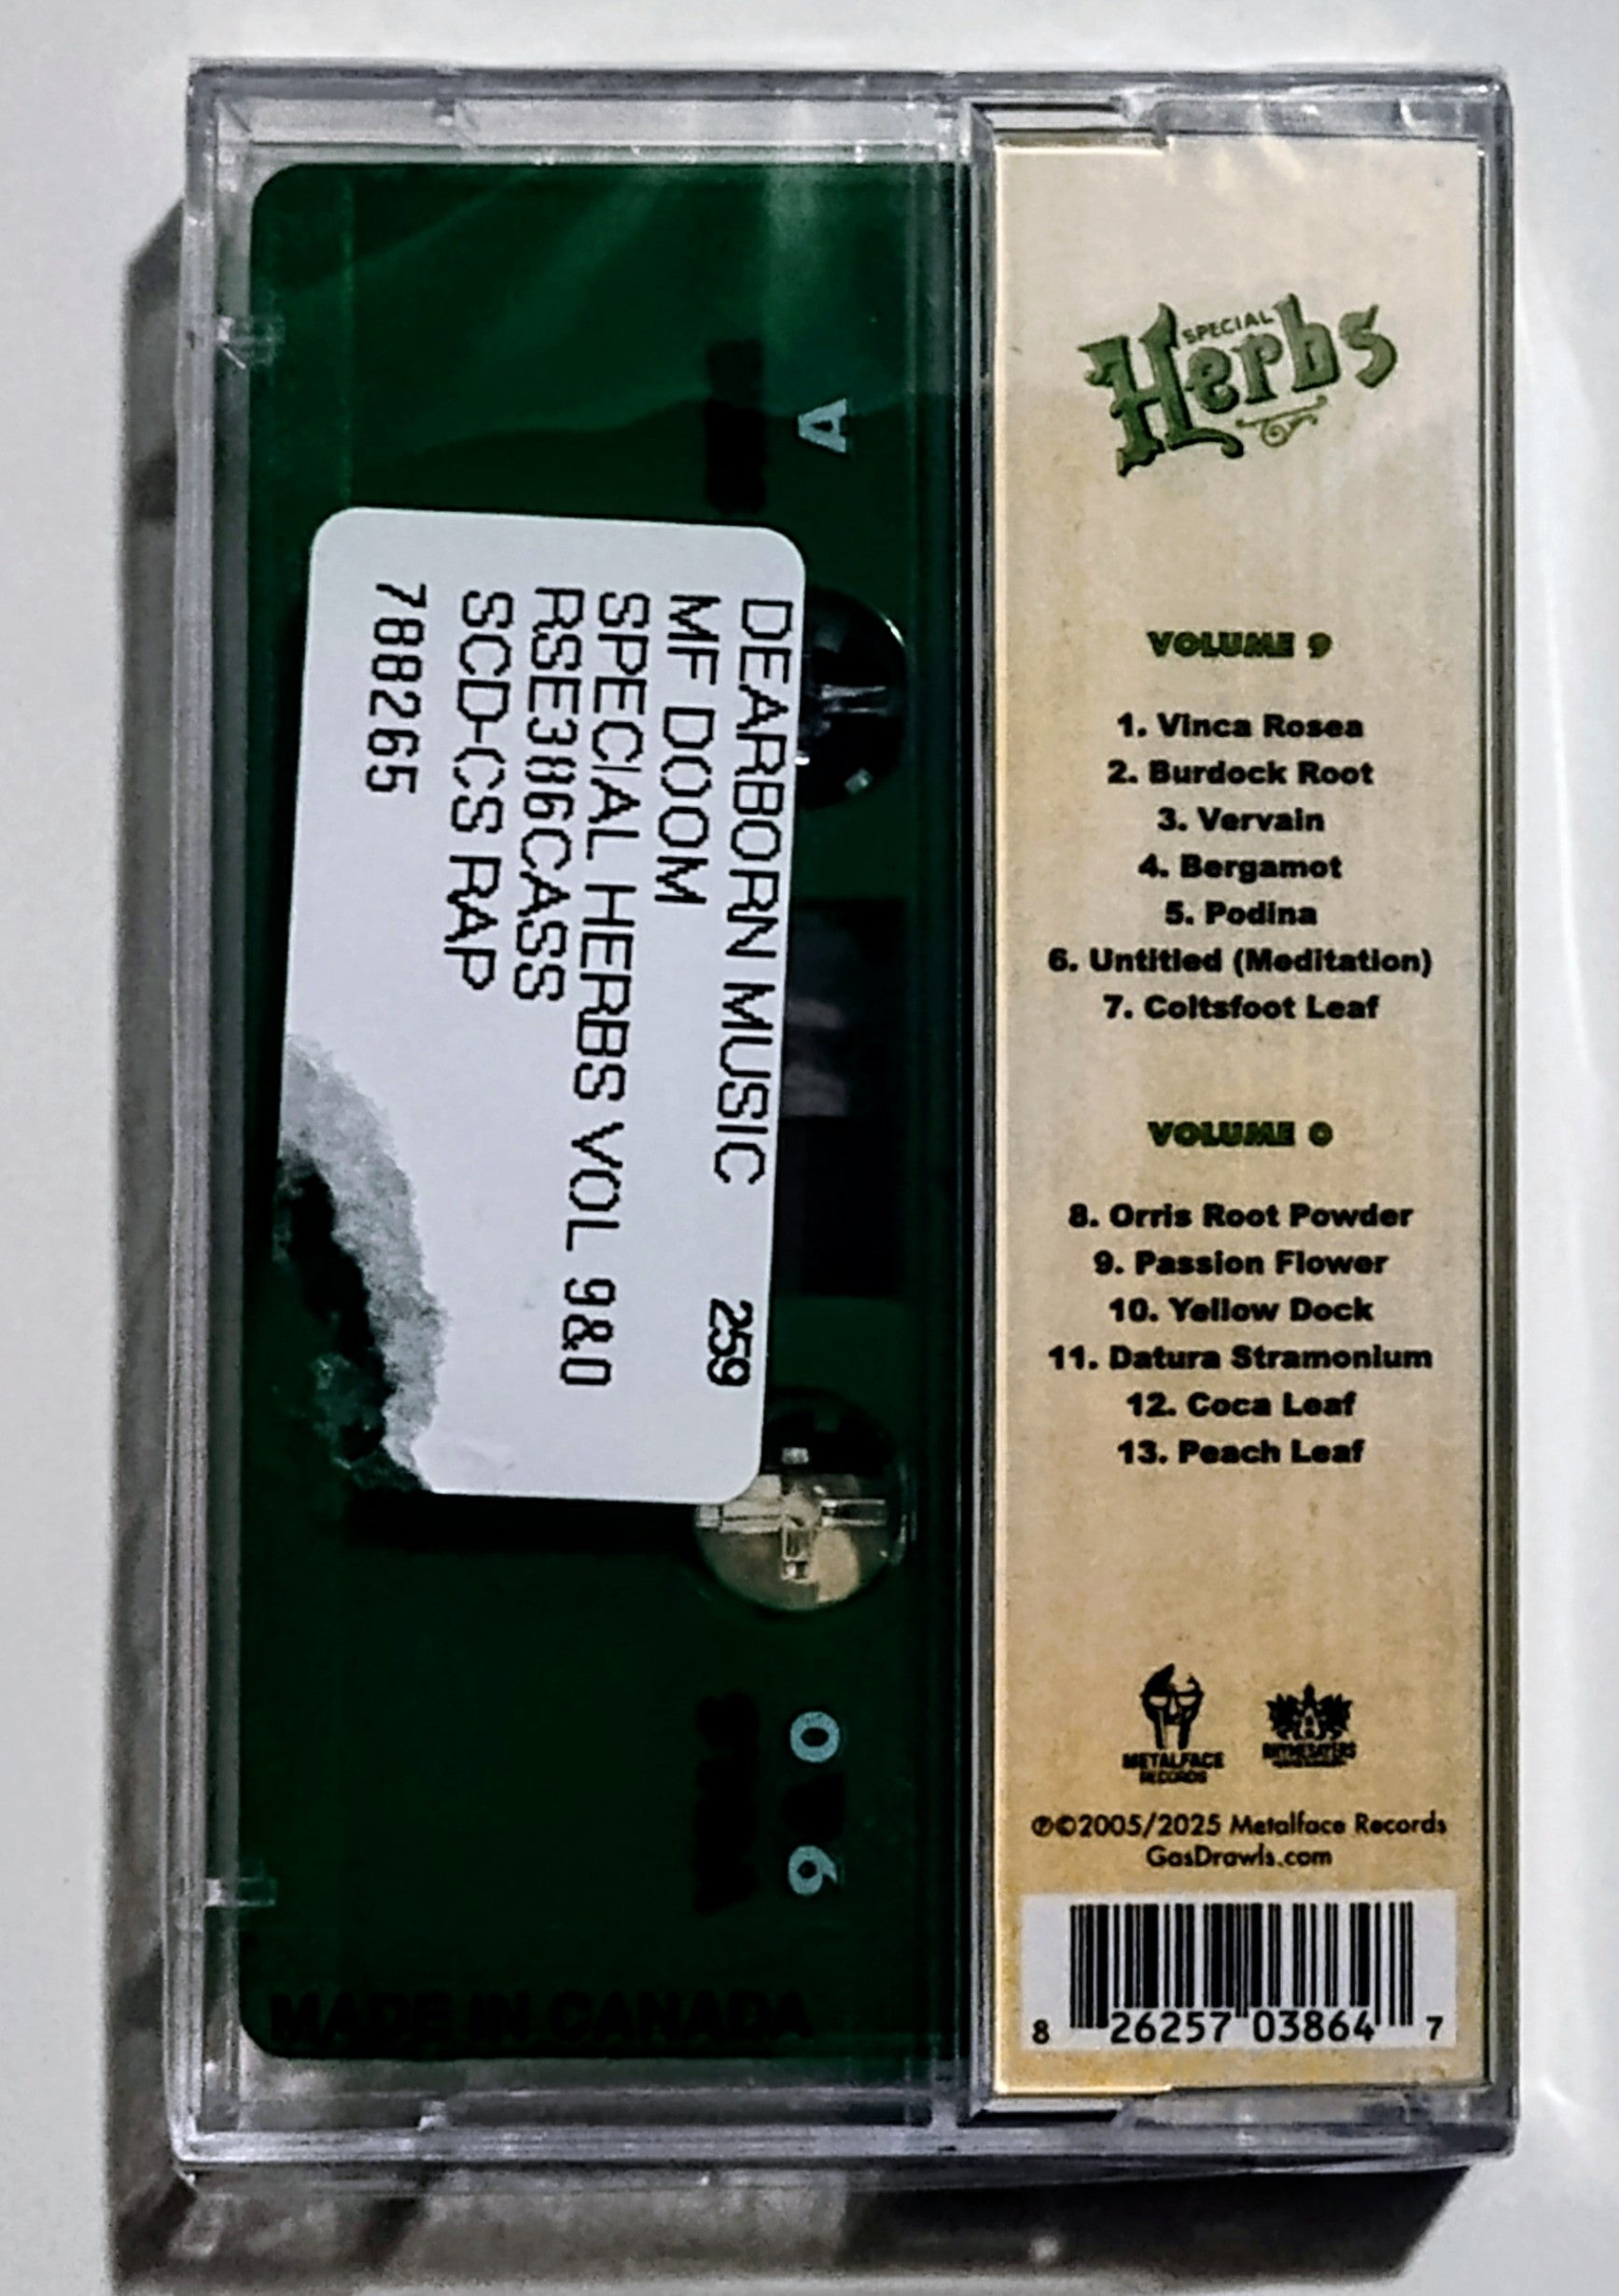 A
DEARBORN MUSIC 259
MF DOOM
SPECIAL HERBS VOL 9&0
RSE386CASS
SCD-CS RAP
788265
0
9
MADE IN CANADA
SPECIAL
Herbs
VOLUME 9
1. Vinca Rosea
2. Burdock Root
3. Vervain
4. Bergamot
5. Podina
6. Untitled (Meditation)
7. Coltsfoot Leaf
VOLUME 0
8. Orris Root Powder
9. Passion Flower
10. Yellow Dock
11. Datura Stramonium
12. Coca Leaf
13. Peach Leaf
METALFACE
RECORDS
RHYMESAYERS
℗©2005/2025 Metalface Records
GasDrawls.com
8 26257 03864 7